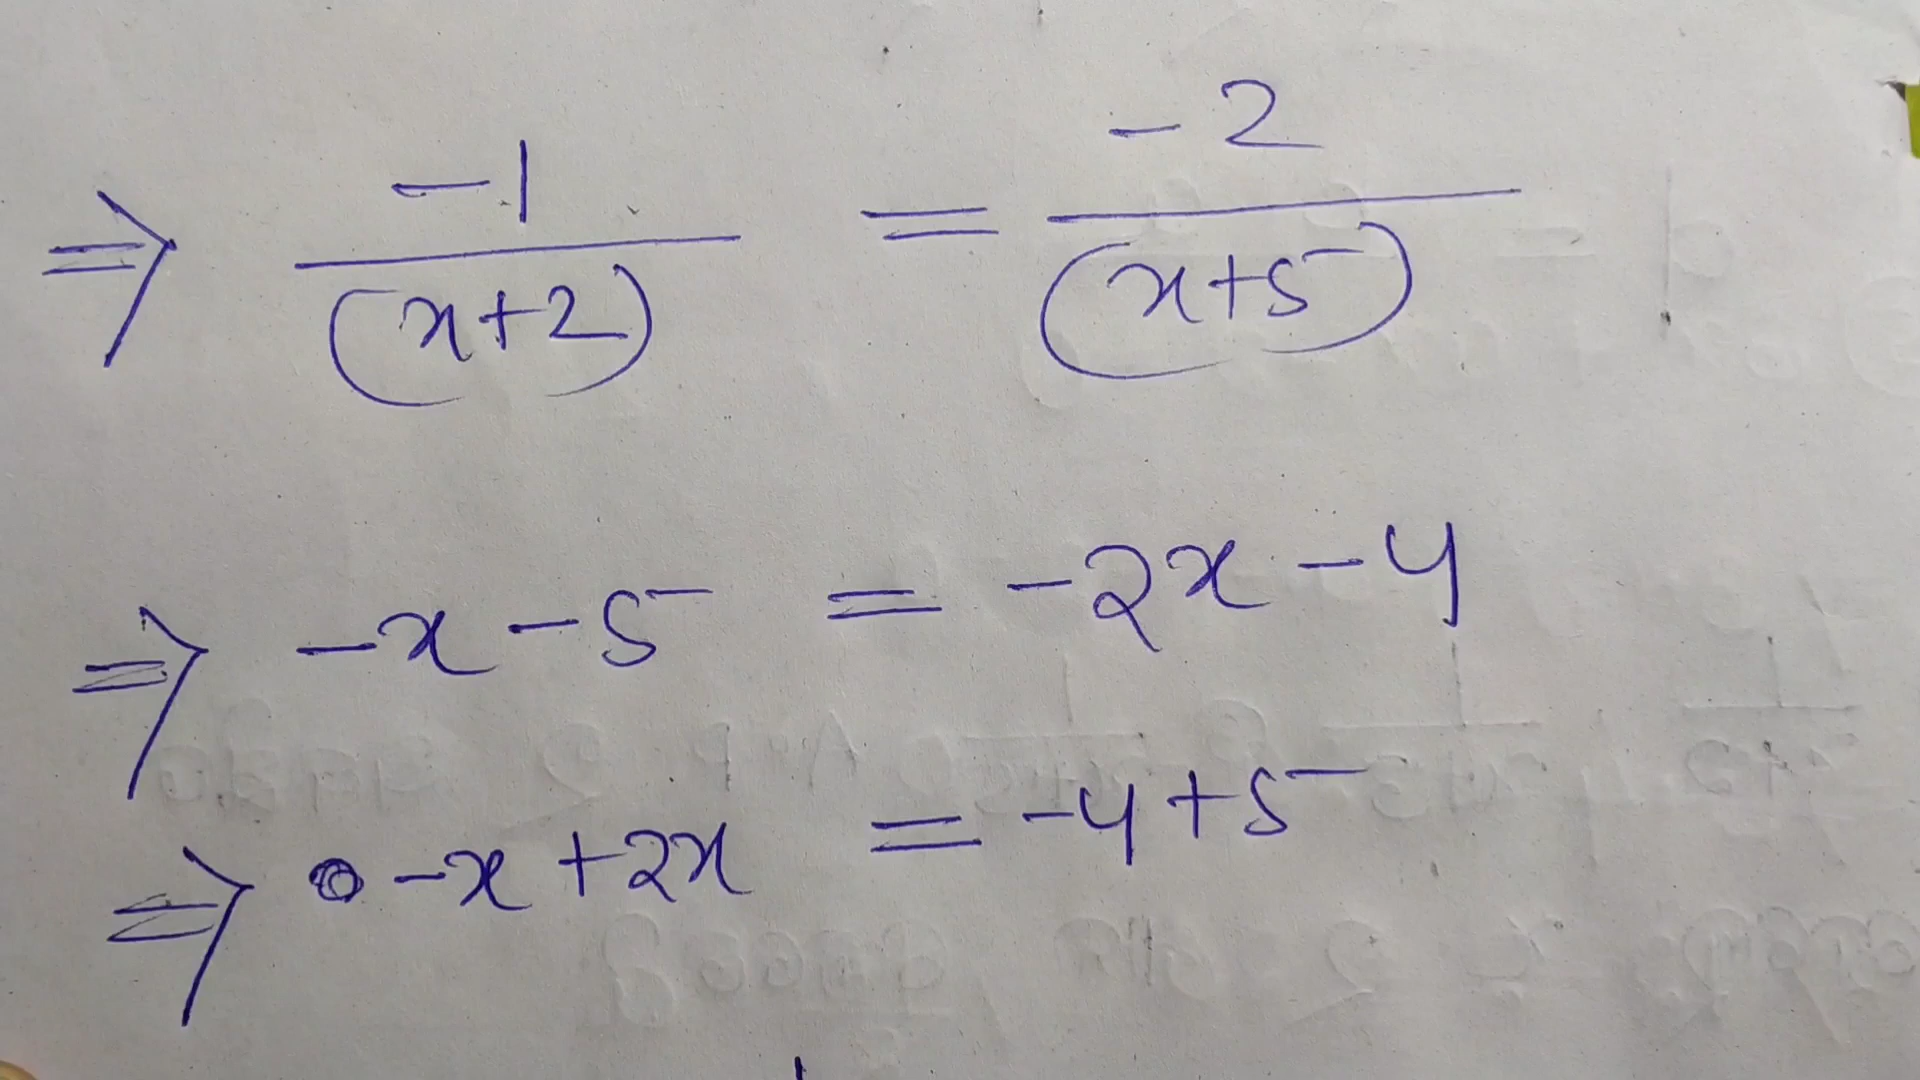 ⇒ -1/(x+2) = -2/(x+5)
⇒ -x - 5 = -2x - 4
⇒ -x + 2x = -4 + 5